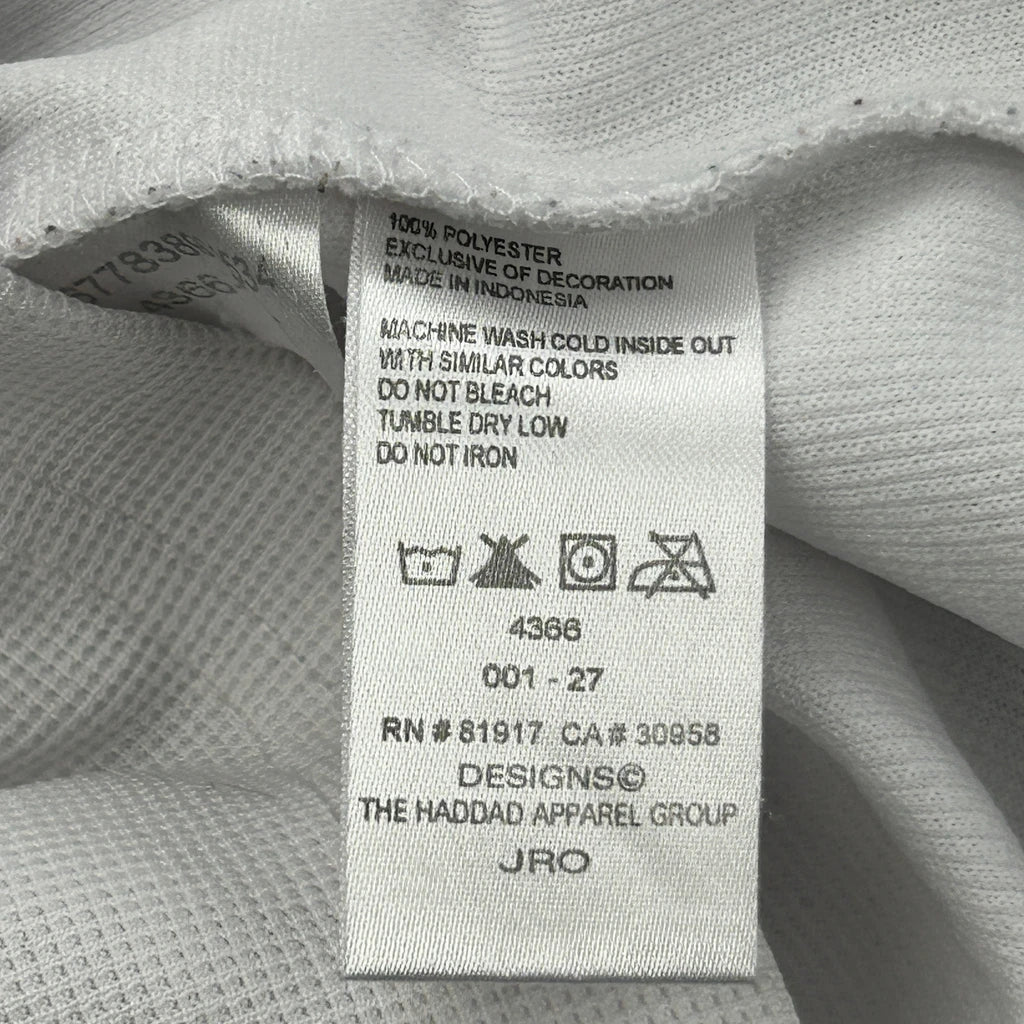 100% POLYESTER
EXCLUSIVE OF DECORATION
MADE IN INDONESIA
MACHINE WASH COLD INSIDE OUT
WITH SIMILAR COLORS
DO NOT BLEACH
TUMBLE DRY LOW
DO NOT IRON
4366
001 - 27
RN # 81917 CA # 30958
DESIGNS©
THE HADDAD APPAREL GROUP
JRO